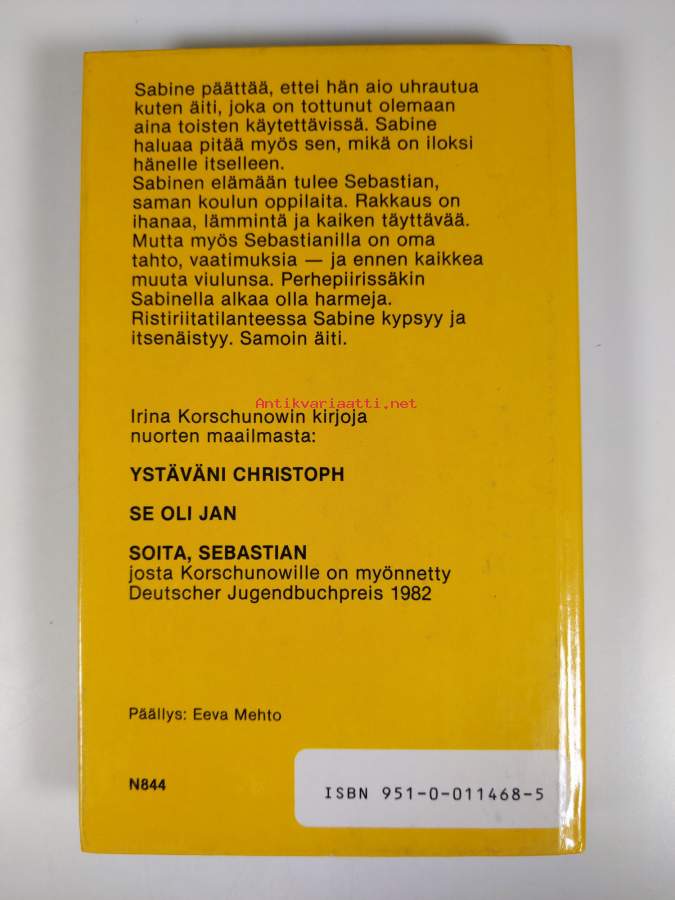 Sabine päättää, ettei hän aio uhrautua
kuten äiti, joka on tottunut olemaan
aina toisten käytettävissä. Sabine
haluaa pitää myös sen, mikä on iloksi
hänelle itselleen.
Sabinen elämään tulee Sebastian,
saman koulun oppilaita. Rakkaus on
ihanaa, lämmintä ja kaiken täyttävää.
Mutta myös Sebastianilla on oma
tahto, vaatimuksia — ja ennen kaikkea
muuta viulunsa. Perhepiirissäkin
Sabinella alkaa olla harmeja.
Ristiriitatilanteessa Sabine kypsyy ja
itsenäistyy. Samoin äiti.
Antikvariaatti.net
Irina Korschunowin kirjoja
nuorten maailmasta:
YSTÄVÄNI CHRISTOPH
SE OLI JAN
SOITA, SEBASTIAN
josta Korschunowille on myönnetty
Deutscher Jugendbuchpreis 1982
Päällys: Eeva Mehto
N844
ISBN 951-0-011468-5